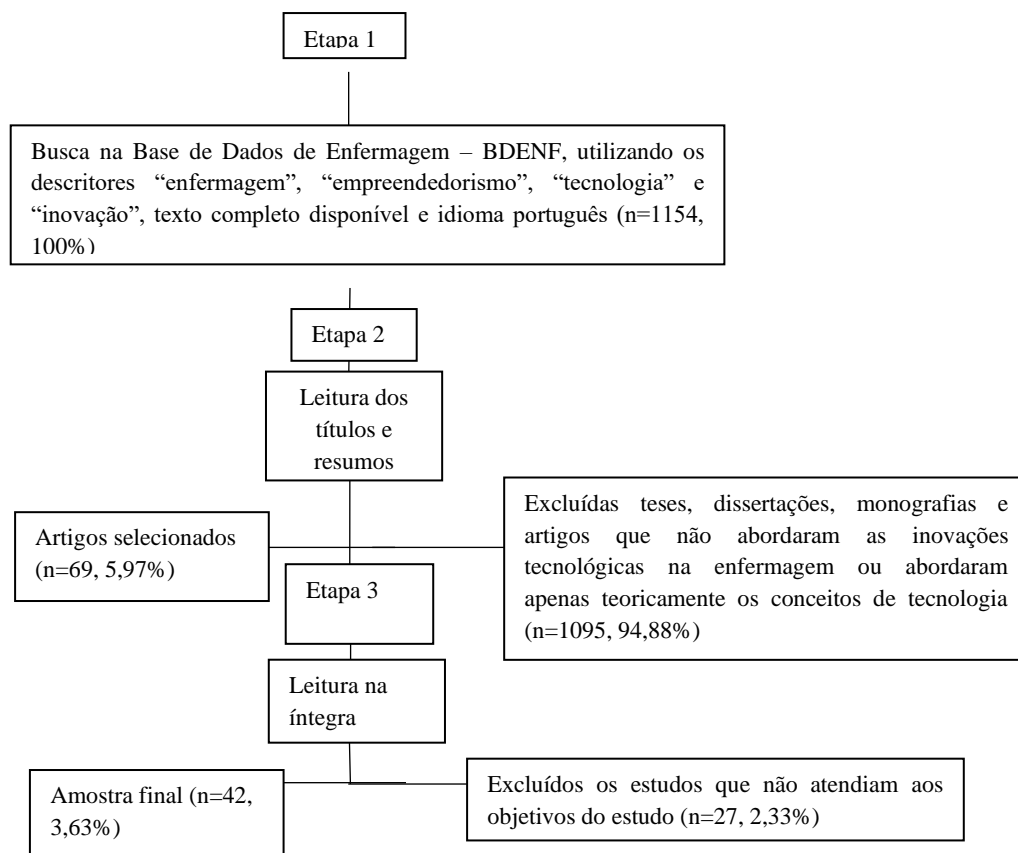 Etapa 1
Busca na Base de Dados de Enfermagem – BDENF, utilizando os
descritores “enfermagem”, “empreendedorismo”, “tecnologia” e
“inovação”, texto completo disponível e idioma português (n=1154,
100%)
Etapa 2
Leitura dos
títulos e
resumos
Artigos selecionados
(n=69, 5,97%)
Excluídas teses, dissertações, monografias e
artigos que não abordaram as inovações
tecnológicas na enfermagem ou abordaram
apenas teoricamente os conceitos de tecnologia
(n=1095, 94,88%)
Etapa 3
Leitura na
íntegra
Amostra final (n=42,
3,63%)
Excluídos os estudos que não atendiam aos
objetivos do estudo (n=27, 2,33%)